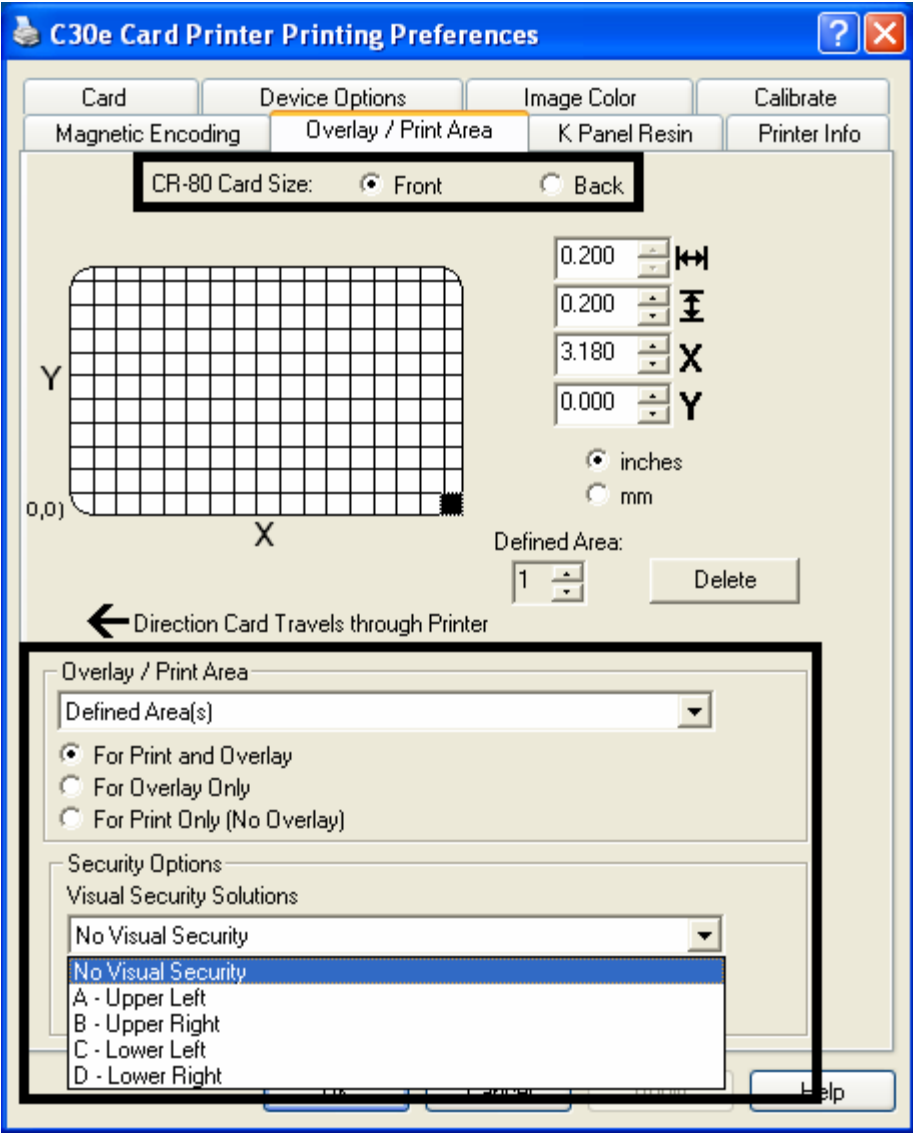 C30e Card Printer Printing Preferences
Card Device Options Image Color Calibrate
Magnetic Encoding Overlay / Print Area K Panel Resin Printer Info
CR-80 Card Size: Front Back
0.200
0.200
3.180 X
0.000 Y
Y
inches
mm
0,0)
X
Defined Area:
1 Delete
Direction Card Travels through Printer
Overlay / Print Area
Defined Area(s)
For Print and Overlay
For Overlay Only
For Print Only (No Overlay)
Security Options
Visual Security Solutions
No Visual Security
No Visual Security
A - Upper Left
B - Upper Right
C - Lower Left
D - Lower Right
Help